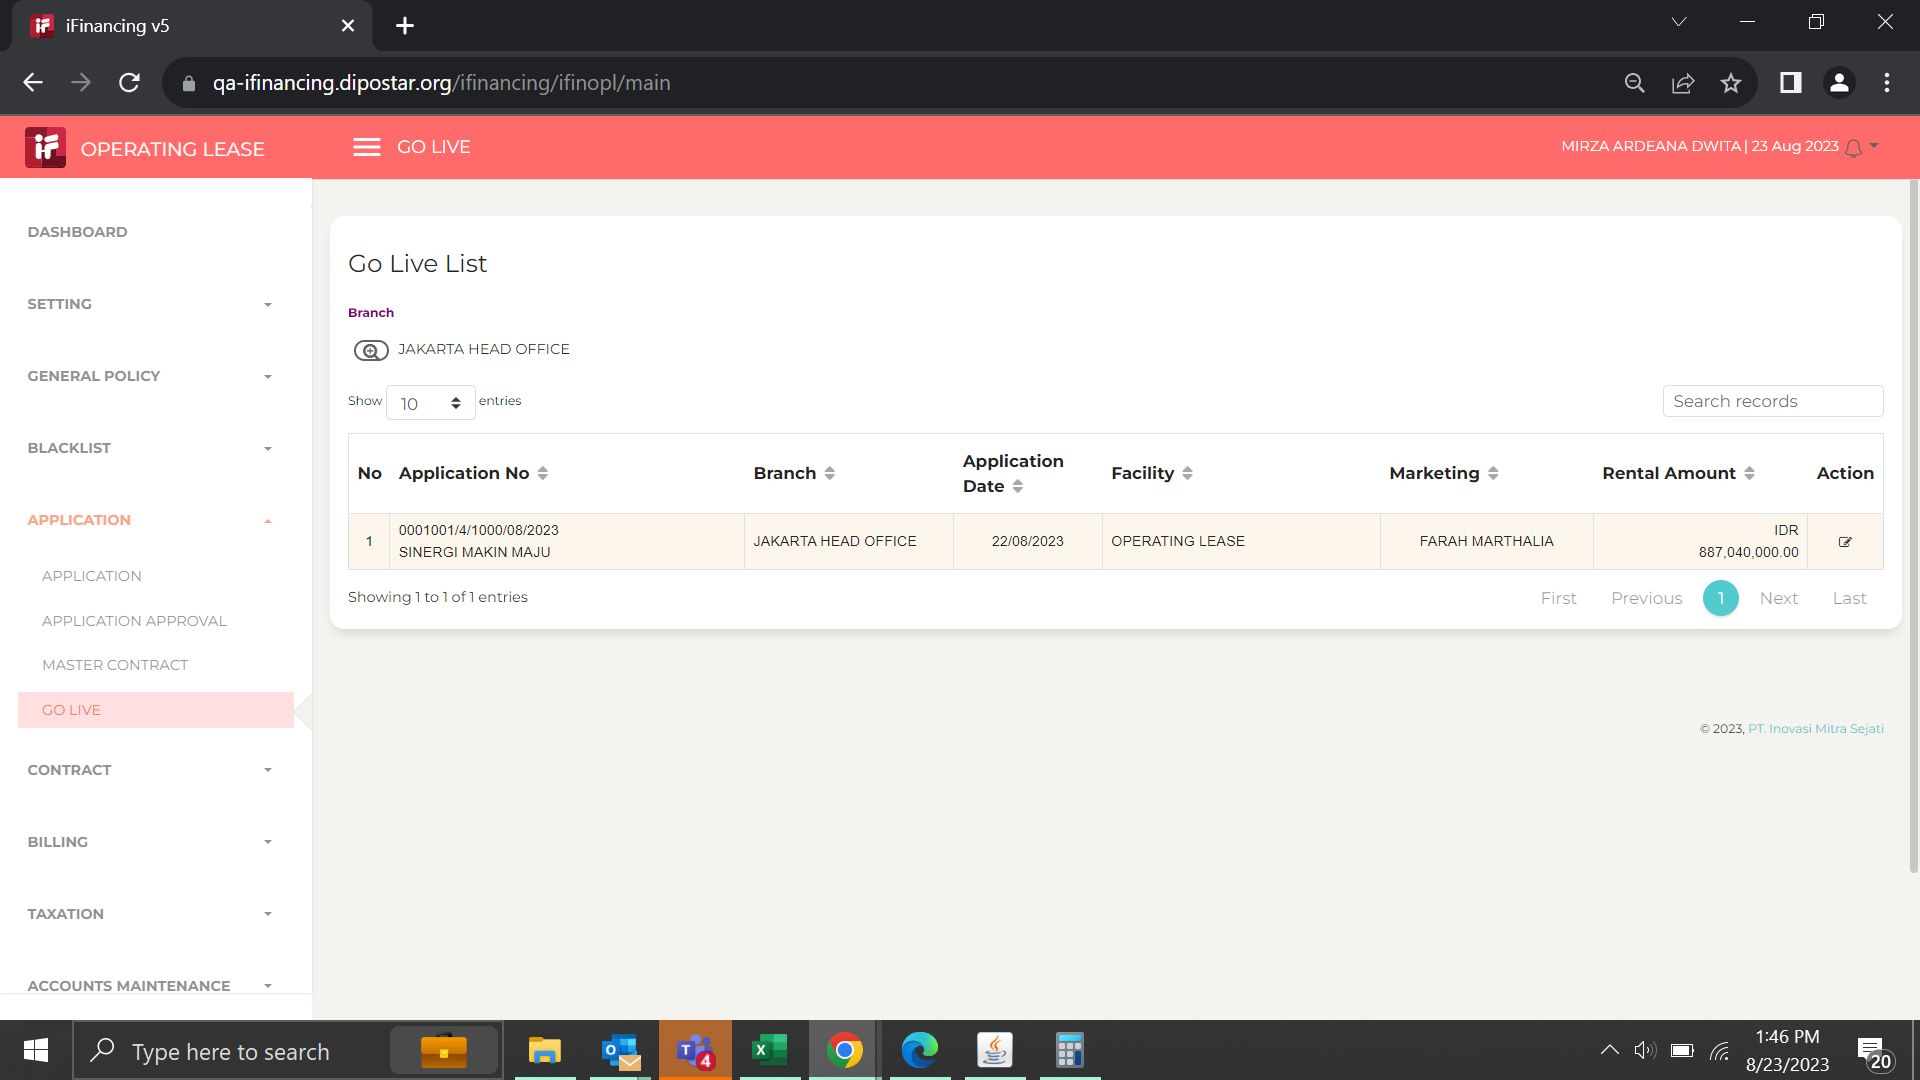 iFinancing v5
qa-ifinancing.dipostar.org/ifinancing/ifinopl/main
iF OPERATING LEASE
GO LIVE
MIRZA ARDEANA DWITA | 23 Aug 2023
DASHBOARD
SETTING
GENERAL POLICY
BLACKLIST
APPLICATION
APPLICATION
APPLICATION APPROVAL
MASTER CONTRACT
GO LIVE
CONTRACT
BILLING
TAXATION
ACCOUNTS MAINTENANCE
Go Live List
Branch
JAKARTA HEAD OFFICE
Show 10 entries
Search records
No Application No Branch Application Date Facility Marketing Rental Amount Action
1 0001001/4/1000/08/2023 SINERGI MAKIN MAJU JAKARTA HEAD OFFICE 22/08/2023 OPERATING LEASE FARAH MARTHALIA IDR 887,040,000.00
Showing 1 to 1 of 1 entries
First Previous 1 Next Last
© 2023, PT. Inovasi Mitra Sejati
Type here to search
4
1:46 PM
8/23/2023
20